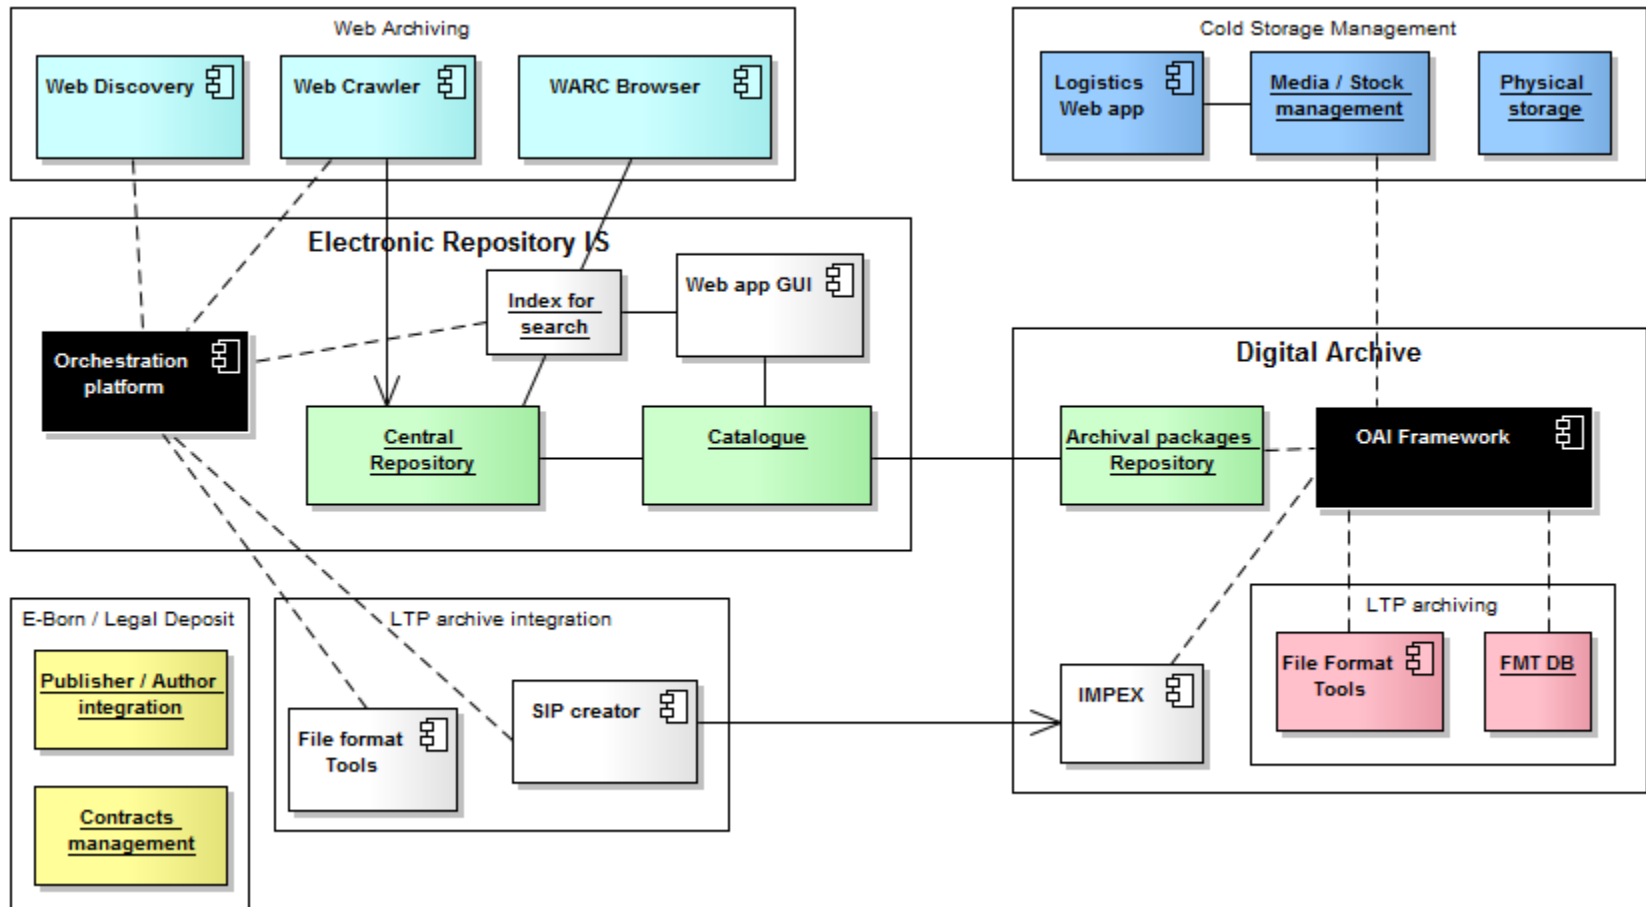 Web Archiving
Web Discovery
Web Crawler
WARC Browser
Cold Storage Management
Logistics
Web app
Media / Stock
management
Physical
storage
Electronic Repository IS
Orchestration
platform
Index for
search
Web app GUI
Central
Repository
Catalogue
Digital Archive
Archival packages
Repository
OAI Framework
LTP archiving
File Format
Tools
FMT DB
IMPEX
E-Born / Legal Deposit
Publisher / Author
integration
Contracts
management
LTP archive integration
File format
Tools
SIP creator